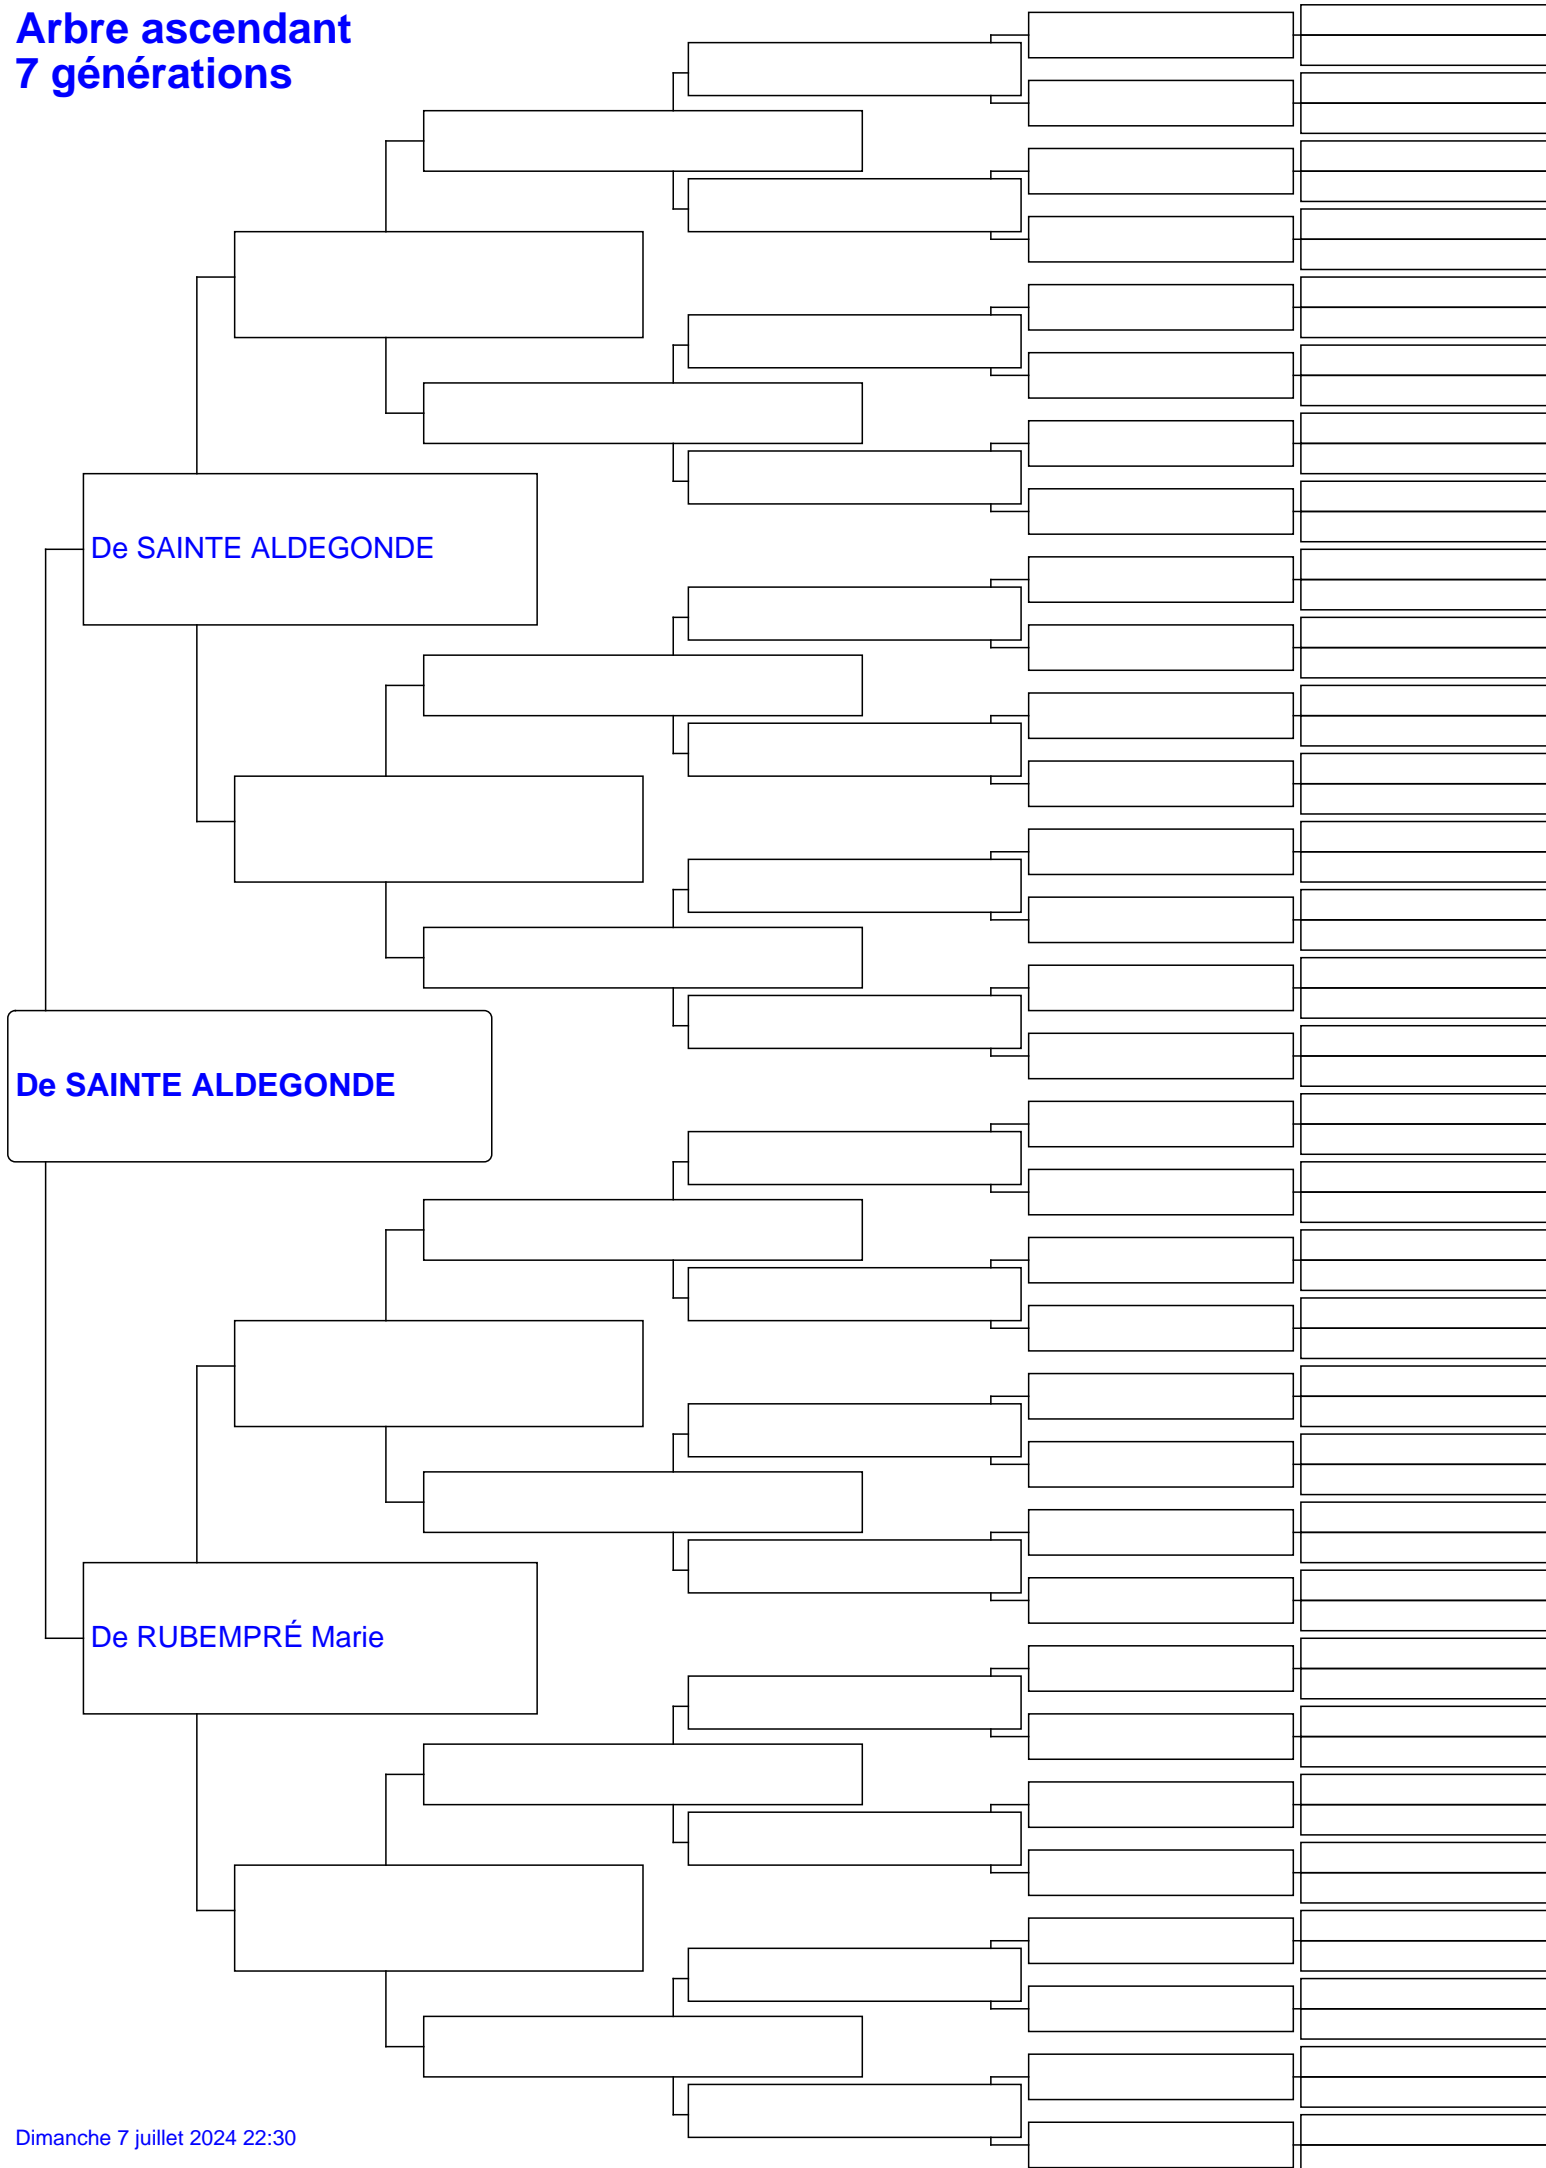 Arbre ascendant
7 générations
De SAINTE ALDEGONDE
De SAINTE ALDEGONDE
De RUBEMPRÉ Marie
Dimanche 7 juillet 2024 22:30